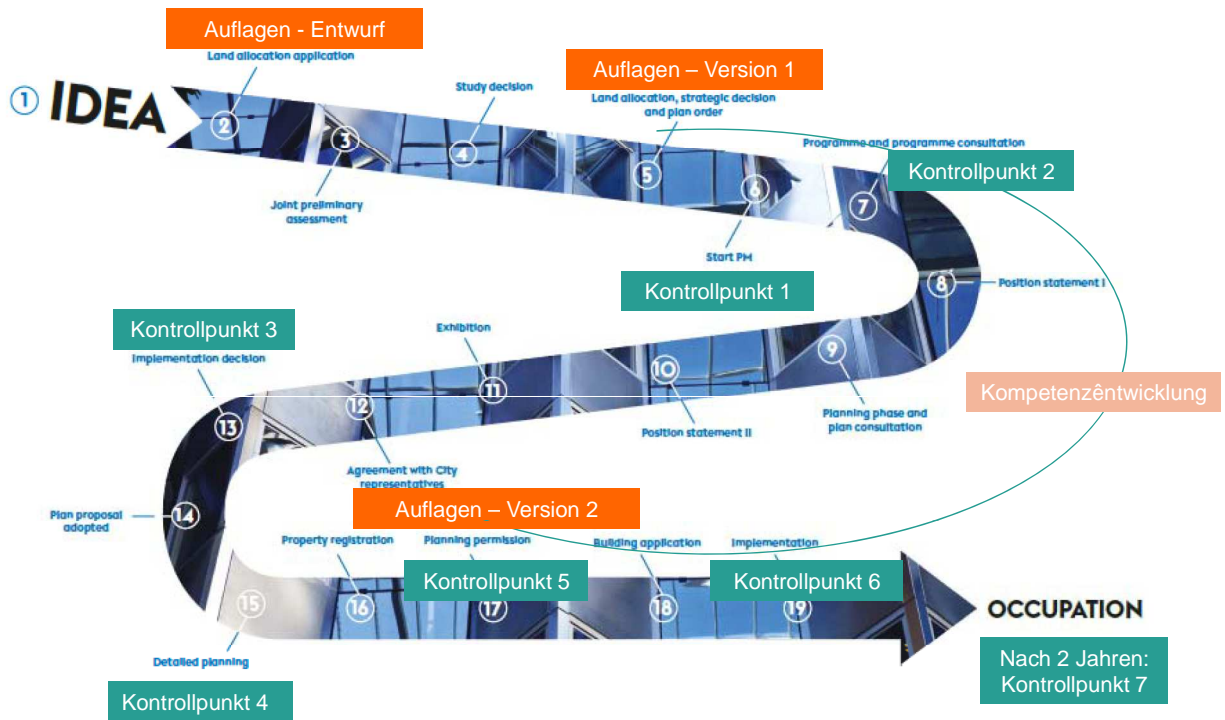 Auflagen - Entwurf
Land allocation application
① IDEA
2
Joint preliminary
assessment
3
Study decision
4
Auflagen – Version 1
Land allocation, strategic decision
and plan order
5
6
Start PM
Kontrollpunkt 1
Programme and programme consultation
Kontrollpunkt 2
7
8
Position statement I
Kompetenzêntwicklung
9
Planning phase and
plan consultation
10
Position statement II
Exhibition
11
12
Agreement with City
representatives
Kontrollpunkt 3
Implementation decision
13
Plan proposal
adopted
14
15
Detailed planning
Kontrollpunkt 4
Auflagen – Version 2
Property registration
16
Planning permission
Kontrollpunkt 5
17
Building application
18
Implementation
Kontrollpunkt 6
19
OCCUPATION
Nach 2 Jahren:
Kontrollpunkt 7